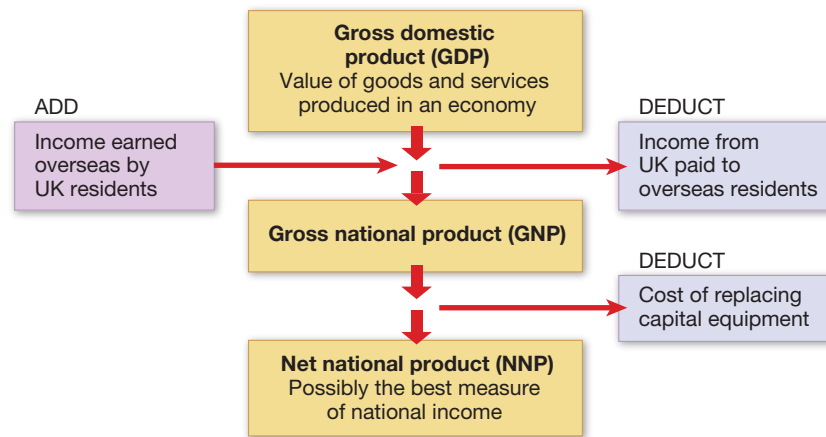 Gross domestic
product (GDP)
Value of goods and services
produced in an economy
ADD
Income earned
overseas by
UK residents
DEDUCT
Income from
UK paid to
overseas residents
Gross national product (GNP)
DEDUCT
Cost of replacing
capital equipment
Net national product (NNP)
Possibly the best measure
of national income